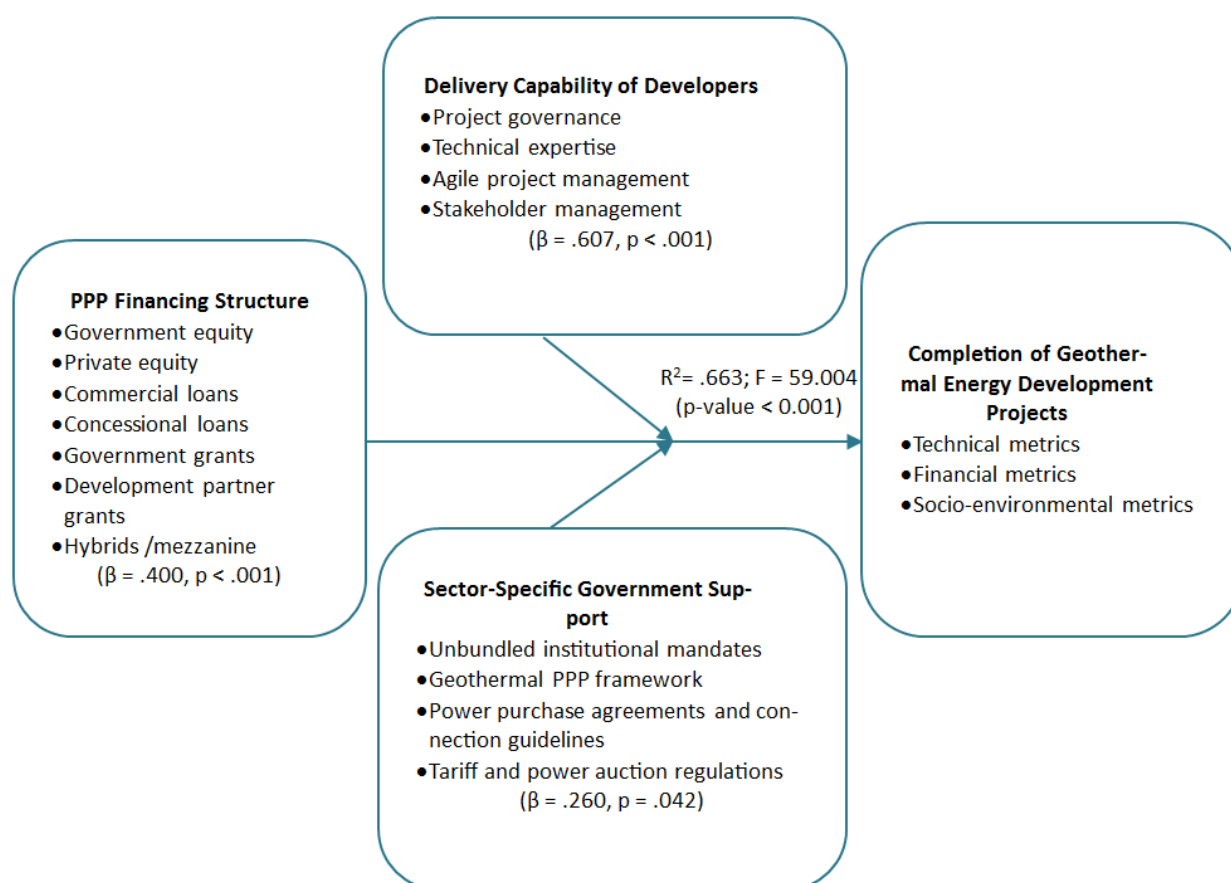 Delivery Capability of Developers
●Project governance
●Technical expertise
●Agile project management
●Stakeholder management
(β = .607, p < .001)
PPP Financing Structure
●Government equity
●Private equity
●Commercial loans
●Concessional loans
●Government grants
●Development partner
grants
●Hybrids /mezzanine
(β = .400, p < .001)
R²= .663; F = 59.004
(p-value < 0.001)
Completion of Geother-
mal Energy Development
Projects
●Technical metrics
●Financial metrics
●Socio-environmental metrics
Sector-Specific Government Sup-
port
●Unbundled institutional mandates
●Geothermal PPP framework
●Power purchase agreements and con-
nection guidelines
●Tariff and power auction regulations
(β = .260, p = .042)